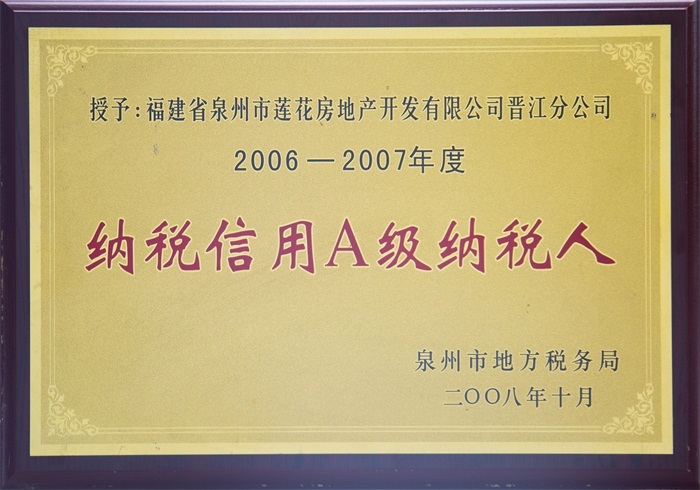 授予:福建省泉州市莲花房地产开发有限公司晋江分公司
2006—2007年度
纳税信用A级纳税人
泉州市地方税务局
二〇〇八年十月